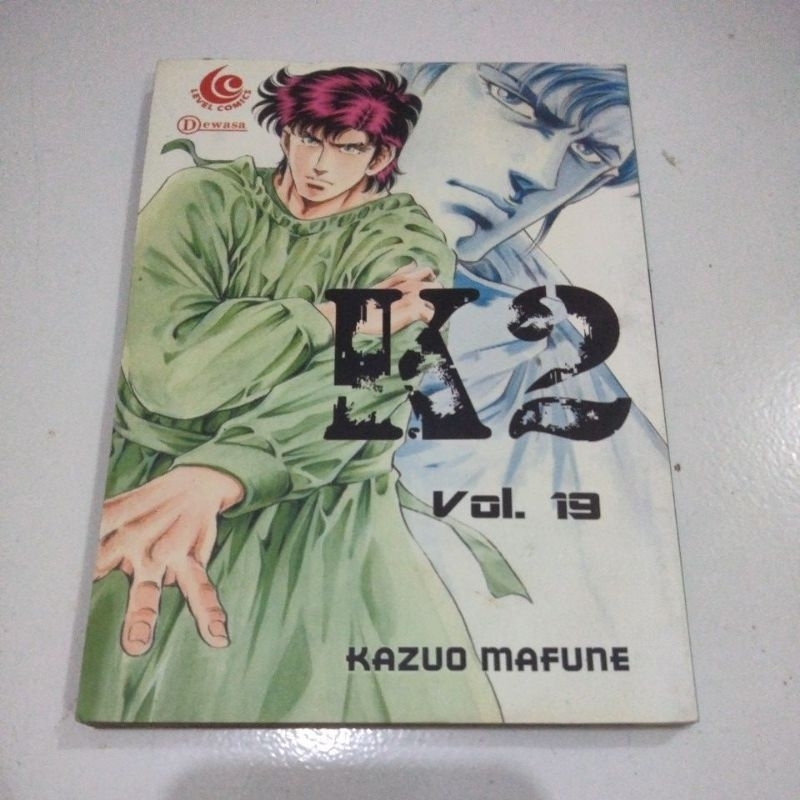 LEVEL COMICS
Dewasa
K2
Vol. 19
KAZUO MAFUNE